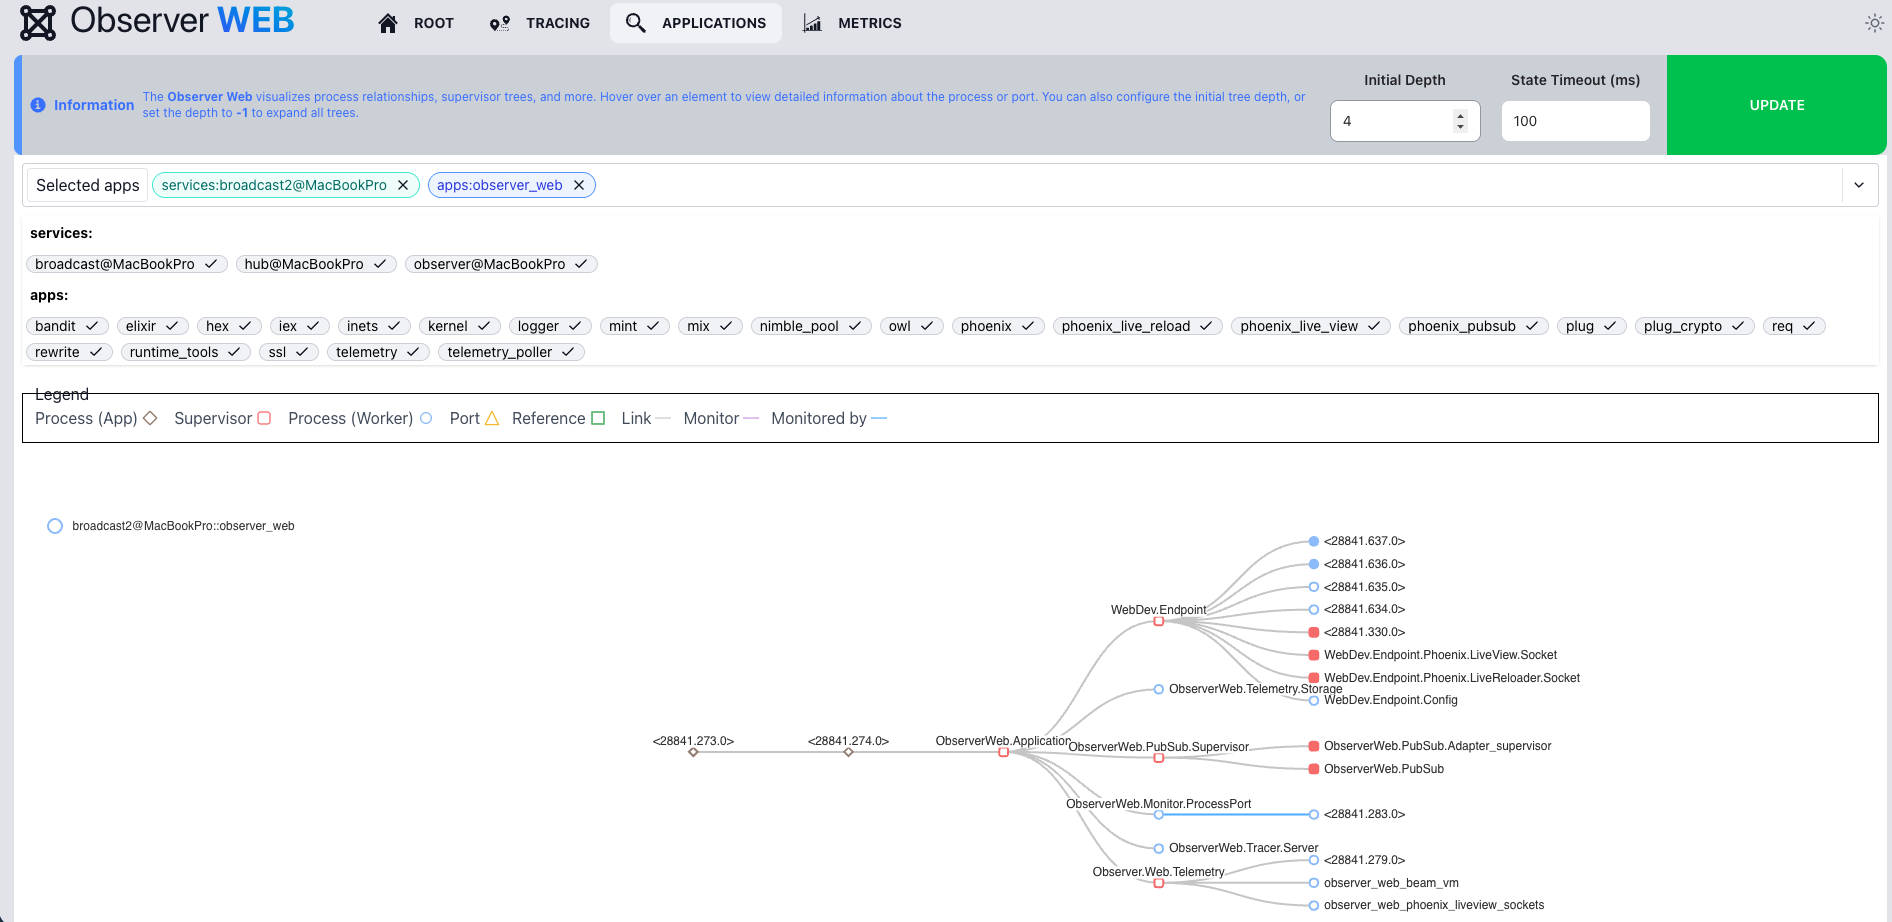 Observer WEB
ROOT
TRACING
APPLICATIONS
METRICS
Information
The Observer Web visualizes process relationships, supervisor trees, and more. Hover over an element to view detailed information about the process or port. You can also configure the initial tree depth, or
set the depth to -1 to expand all trees.
Initial Depth
4
State Timeout (ms)
100
UPDATE
Selected apps
services:broadcast2@MacBookPro
apps:observer_web
services:
broadcast@MacBookPro
hub@MacBookPro
observer@MacBookPro
apps:
bandit elixir hex iex inets kernel logger mint mix nimble_pool owl phoenix phoenix_live_reload phoenix_live_view phoenix_pubsub plug plug_crypto req
rewrite runtime_tools ssl telemetry telemetry_poller
Legend
Process (App) Supervisor Process (Worker) Port Reference Link Monitor Monitored by
broadcast2@MacBookPro::observer_web
<28841.273.0>
<28841.274.0>
ObserverWeb.Application
WebDev.Endpoint
<28841.637.0>
<28841.636.0>
<28841.635.0>
<28841.634.0>
<28841.330.0>
WebDev.Endpoint.Phoenix.LiveView.Socket
WebDev.Endpoint.Phoenix.LiveReloader.Socket
WebDev.Endpoint.Config
ObserverWeb.Telemetry.Storage
ObserverWeb.PubSub.Supervisor
ObserverWeb.PubSub.Adapter_supervisor
ObserverWeb.PubSub
ObserverWeb.Monitor.ProcessPort
<28841.283.0>
ObserverWeb.Tracer.Server
Observer.Web.Telemetry
<28841.279.0>
observer_web_beam_vm
observer_web_phoenix_liveview_sockets